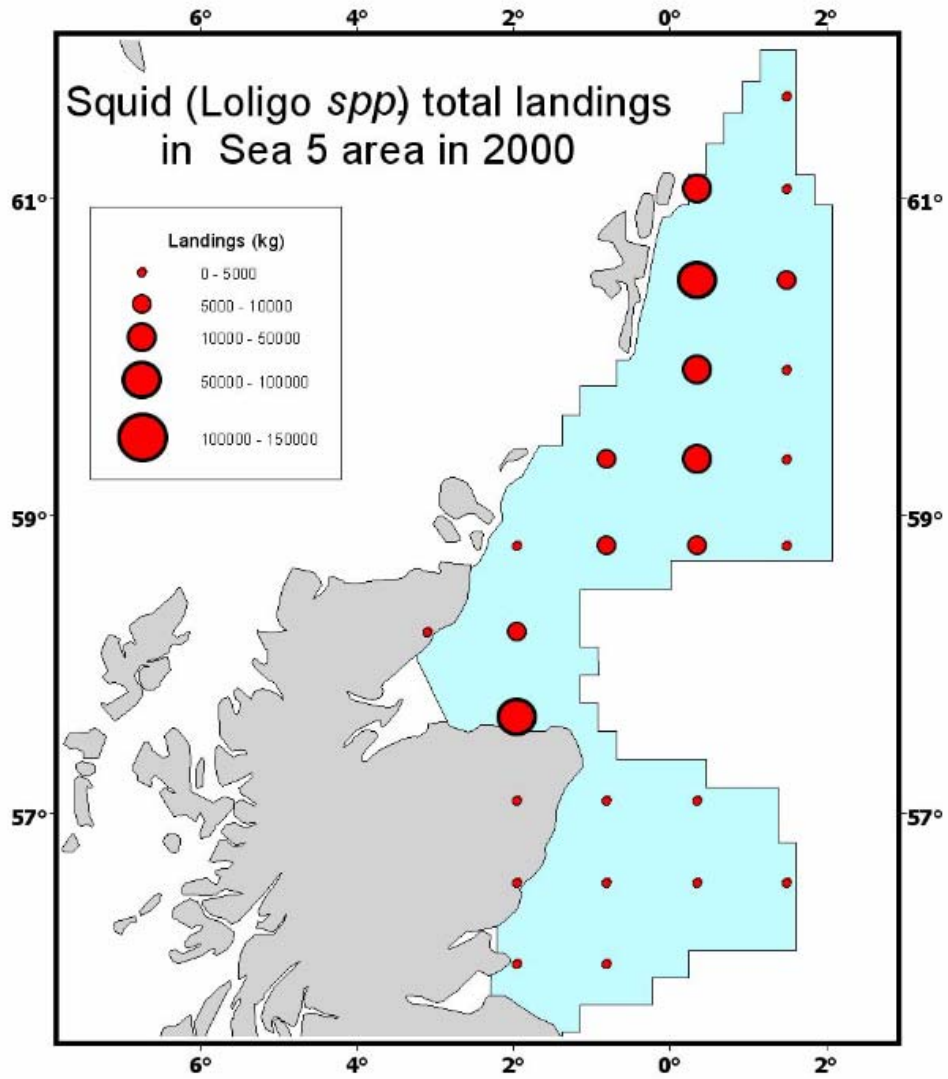 6° 4° 2° 0° 2°
Squid (Loligo spp) total landings
in Sea 5 area in 2000
61° 61°
Landings (kg)
0 - 5000
5000 - 10000
10000 - 50000
50000 - 100000
100000 - 150000
59° 59°
57° 57°
6° 4° 2° 0° 2°